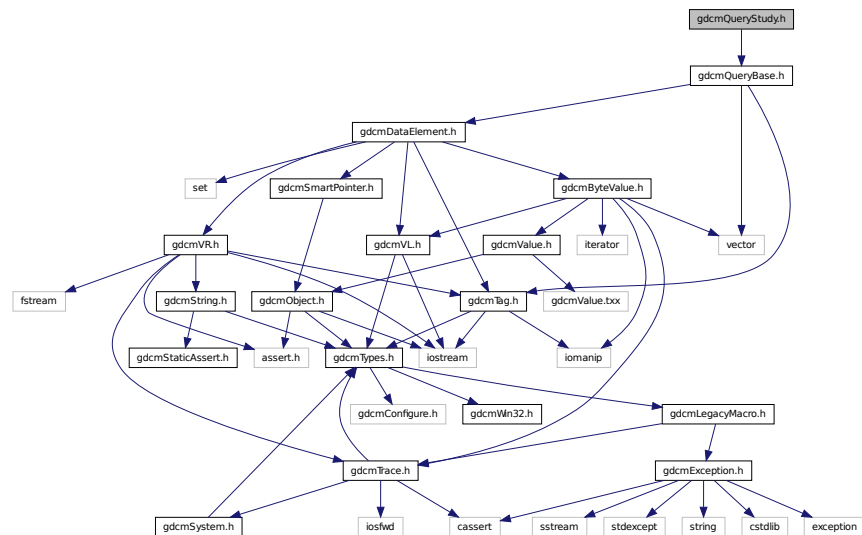 gdcmQueryStudy.h
gdcmQueryBase.h
gdcmDataElement.h
set
gdcmSmartPointer.h
gdcmByteValue.h
gdcmVR.h
gdcmVL.h
gdcmValue.h
iterator
vector
fstream
gdcmString.h
gdcmObject.h
gdcmTag.h
gdcmValue.txx
gdcmStaticAssert.h
assert.h
gdcmTypes.h
iostream
iomanip
gdcmConfigure.h
gdcmWin32.h
gdcmLegacyMacro.h
gdcmTrace.h
gdcmException.h
gdcmSystem.h
iosfwd
cassert
sstream
stdexcept
string
cstdlib
exception